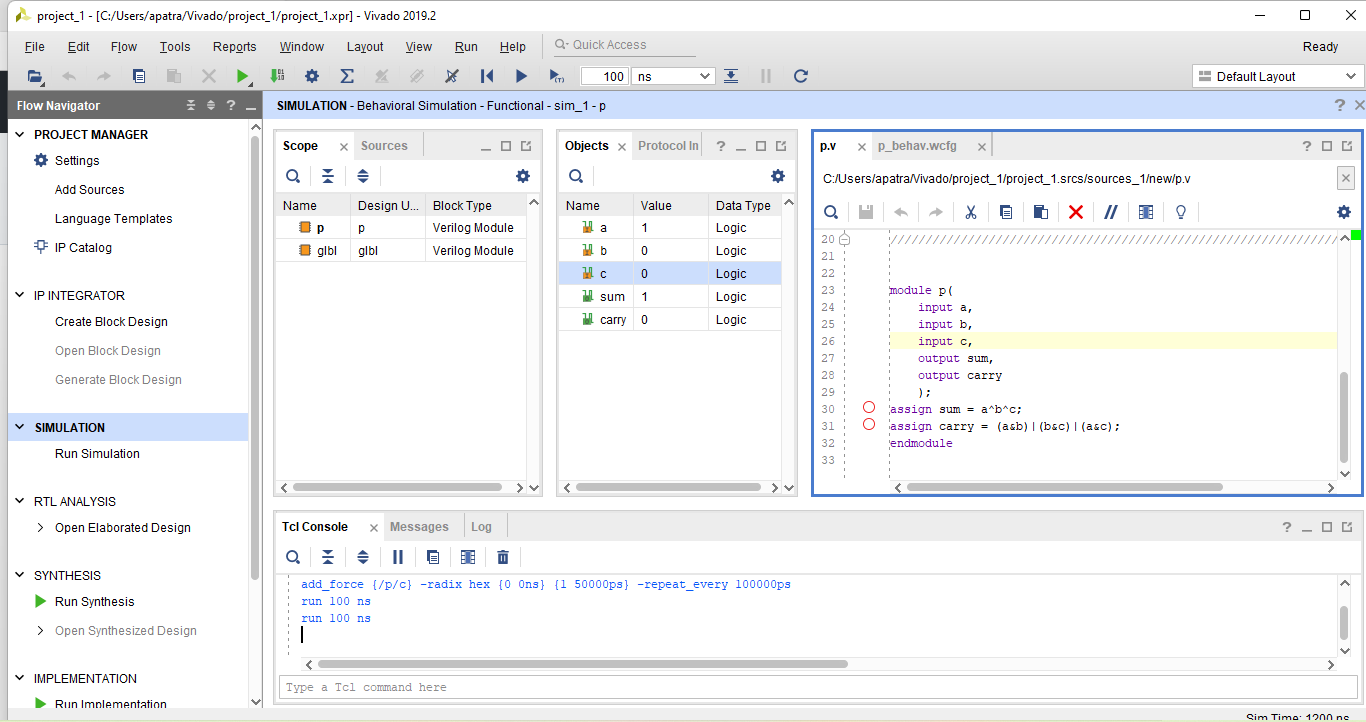 project_1 - [C:/Users/apatra/Vivado/project_1/project_1.xpr] - Vivado 2019.2
File Edit Flow Tools Reports Window Layout View Run Help Quick Access Ready
100 ns Default Layout
Flow Navigator
SIMULATION - Behavioral Simulation - Functional - sim_1 - p
PROJECT MANAGER
Settings
Add Sources
Language Templates
IP Catalog
IP INTEGRATOR
Create Block Design
Open Block Design
Generate Block Design
SIMULATION
Run Simulation
RTL ANALYSIS
Open Elaborated Design
SYNTHESIS
Run Synthesis
Open Synthesized Design
IMPLEMENTATION
Run Implementation
Scope Sources
Name Design U... Block Type
p p Verilog Module
glbl glbl Verilog Module
Objects Protocol In
Name Value Data Type
a 1 Logic
b 0 Logic
c 0 Logic
sum 1 Logic
carry 0 Logic
p.v p_behav.wcfg
C:/Users/apatra/Vivado/project_1/project_1.srcs/sources_1/new/p.v
20 ////////////////////////////////////////////////////////////////
21
22
23 module p(
24 input a,
25 input b,
26 input c,
27 output sum,
28 output carry
29 );
30 assign sum = a^b^c;
31 assign carry = (a&b)|(b&c)|(a&c);
32 endmodule
33
Tcl Console Messages Log
add_force {/p/c} -radix hex {0 0ns} {1 50000ps} -repeat_every 100000ps
run 100 ns
run 100 ns
Type a Tcl command here
Sim Time: 1200 ns